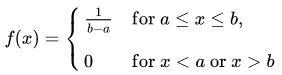 f(x) = { 1/(b−a) for a ≤ x ≤ b,
0 for x < a or x > b